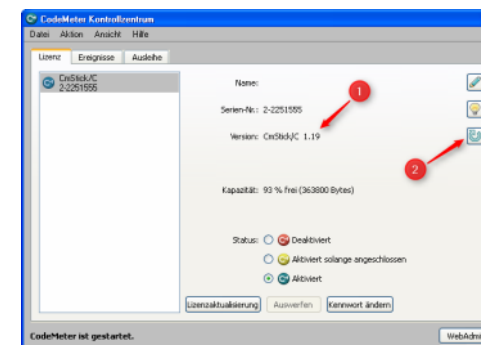 CodeMeter Kontrollzentrum
Datei Aktion Ansicht Hilfe
Lizenz Ereignisse Ausleihe
CmStick/C
2-2251555
Name:
1
Serien-Nr.: 2-2251555
Version: CmStick/C 1.19
2
Kapazität: 93 % frei (363800 Bytes)
Status: Deaktiviert
Aktiviert solange angeschlossen
Aktiviert
Lizenzaktualisierung Auswerfen Kennwort ändern
CodeMeter ist gestartet. WebAdmi